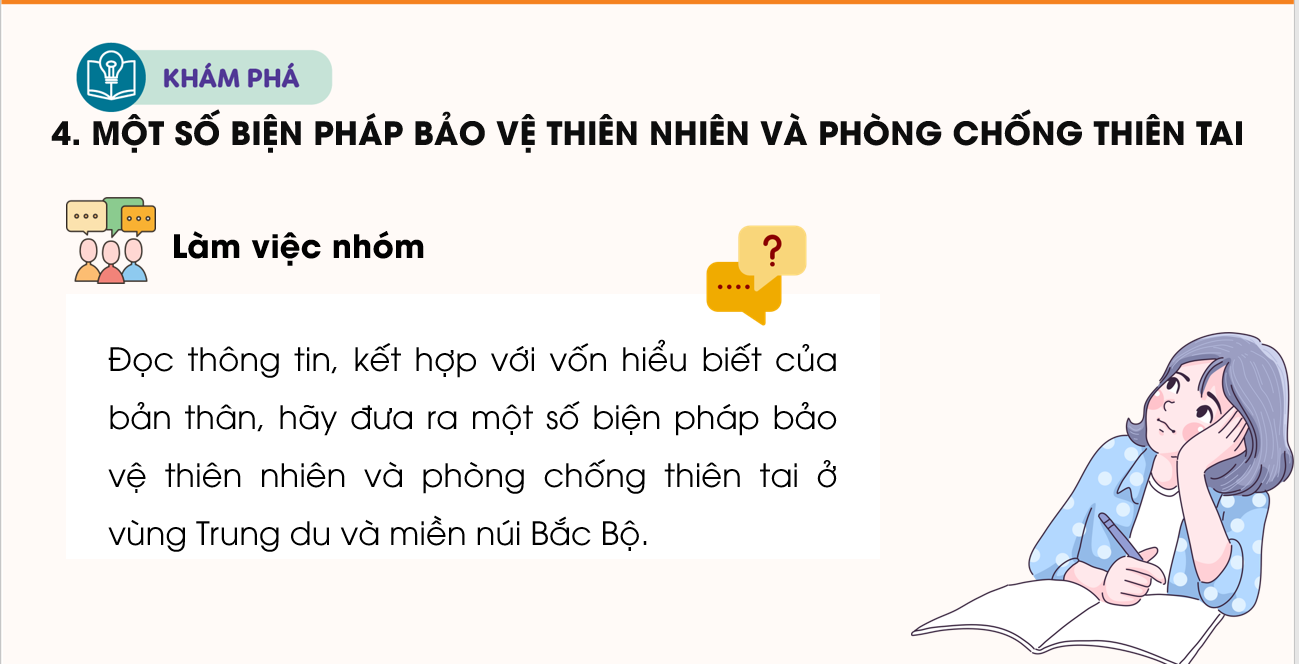 KHÁM PHÁ
4. MỘT SỐ BIỆN PHÁP BẢO VỆ THIÊN NHIÊN VÀ PHÒNG CHỐNG THIÊN TAI
Làm việc nhóm
?
Đọc thông tin, kết hợp với vốn hiểu biết của
bản thân, hãy đưa ra một số biện pháp bảo
vệ thiên nhiên và phòng chống thiên tai ở
vùng Trung du và miền núi Bắc Bộ.